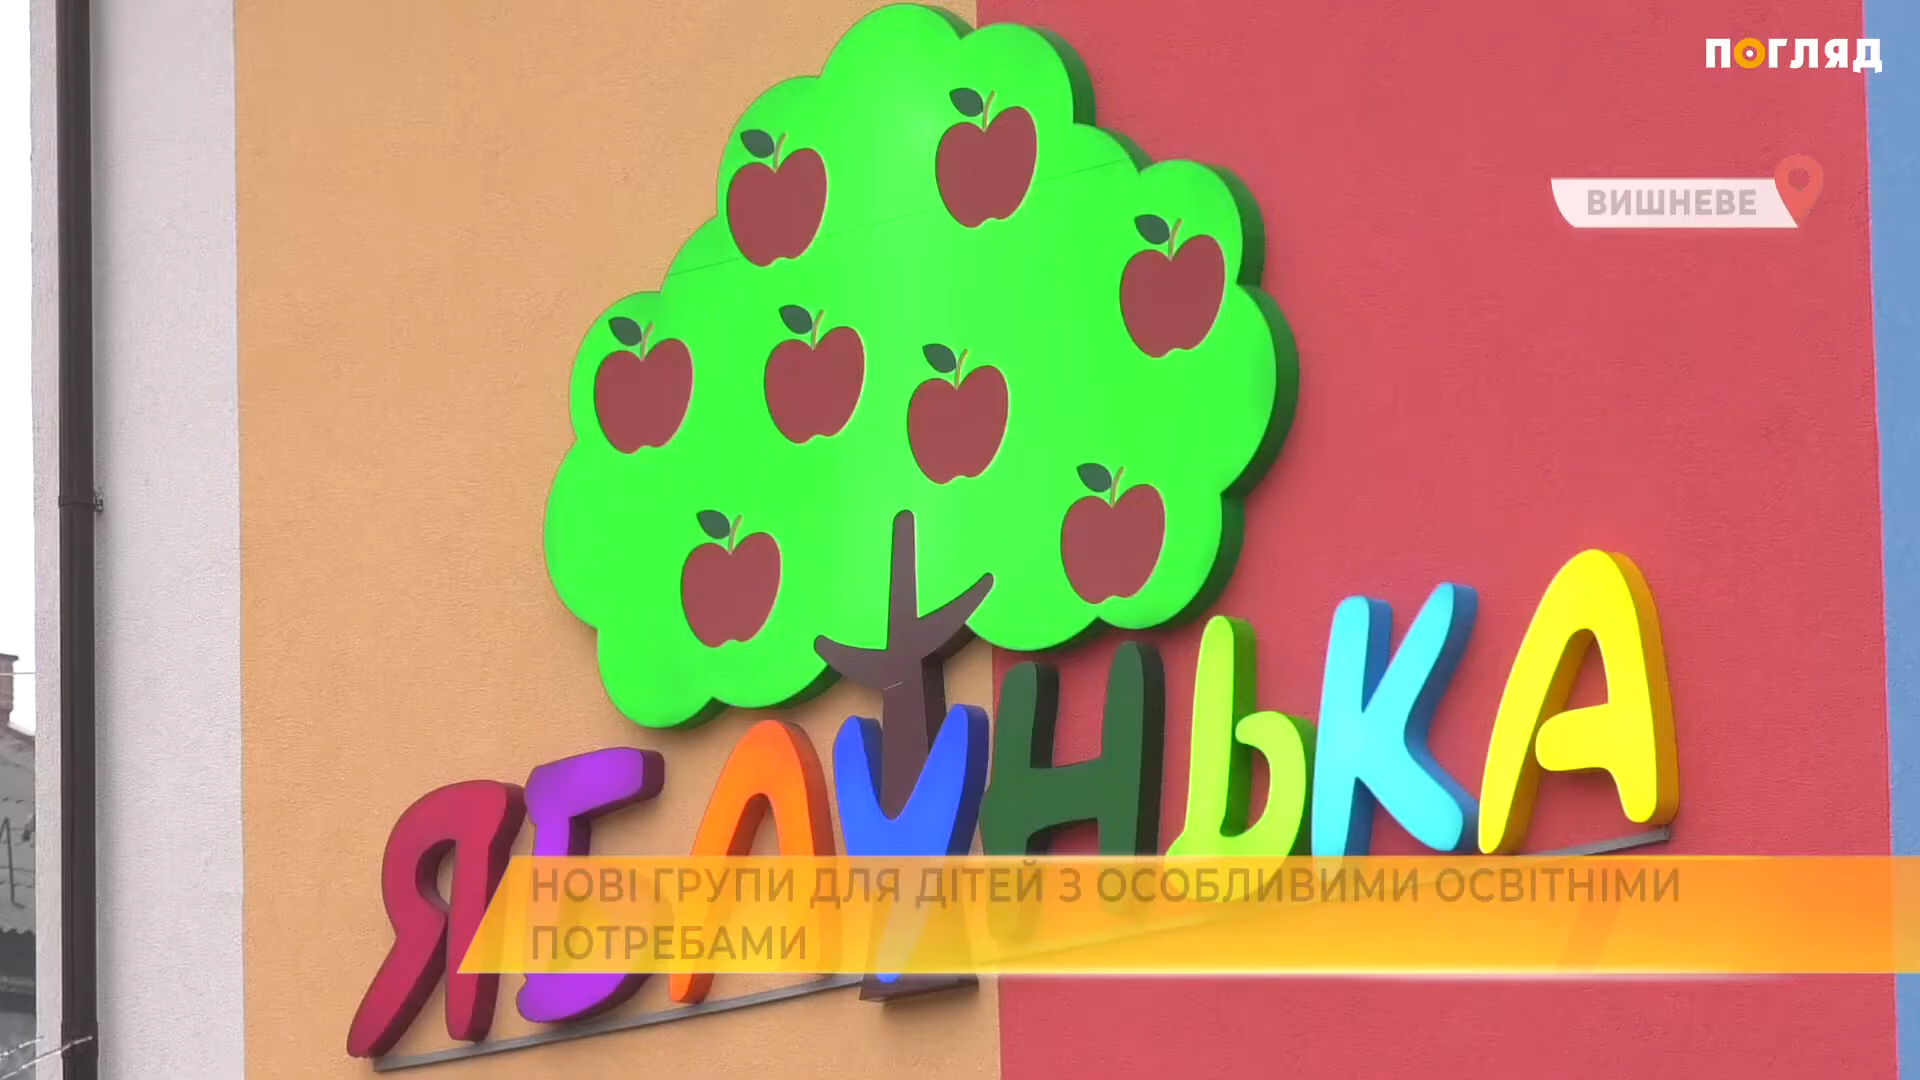 ПОГЛЯД
ВИШНЕВЕ
ЯБЛУНЬКА
НОВІ ГРУПИ ДЛЯ ДІТЕЙ З ОСОБЛИВИМИ ОСВІТНІМИ
ПОТРЕБАМИ